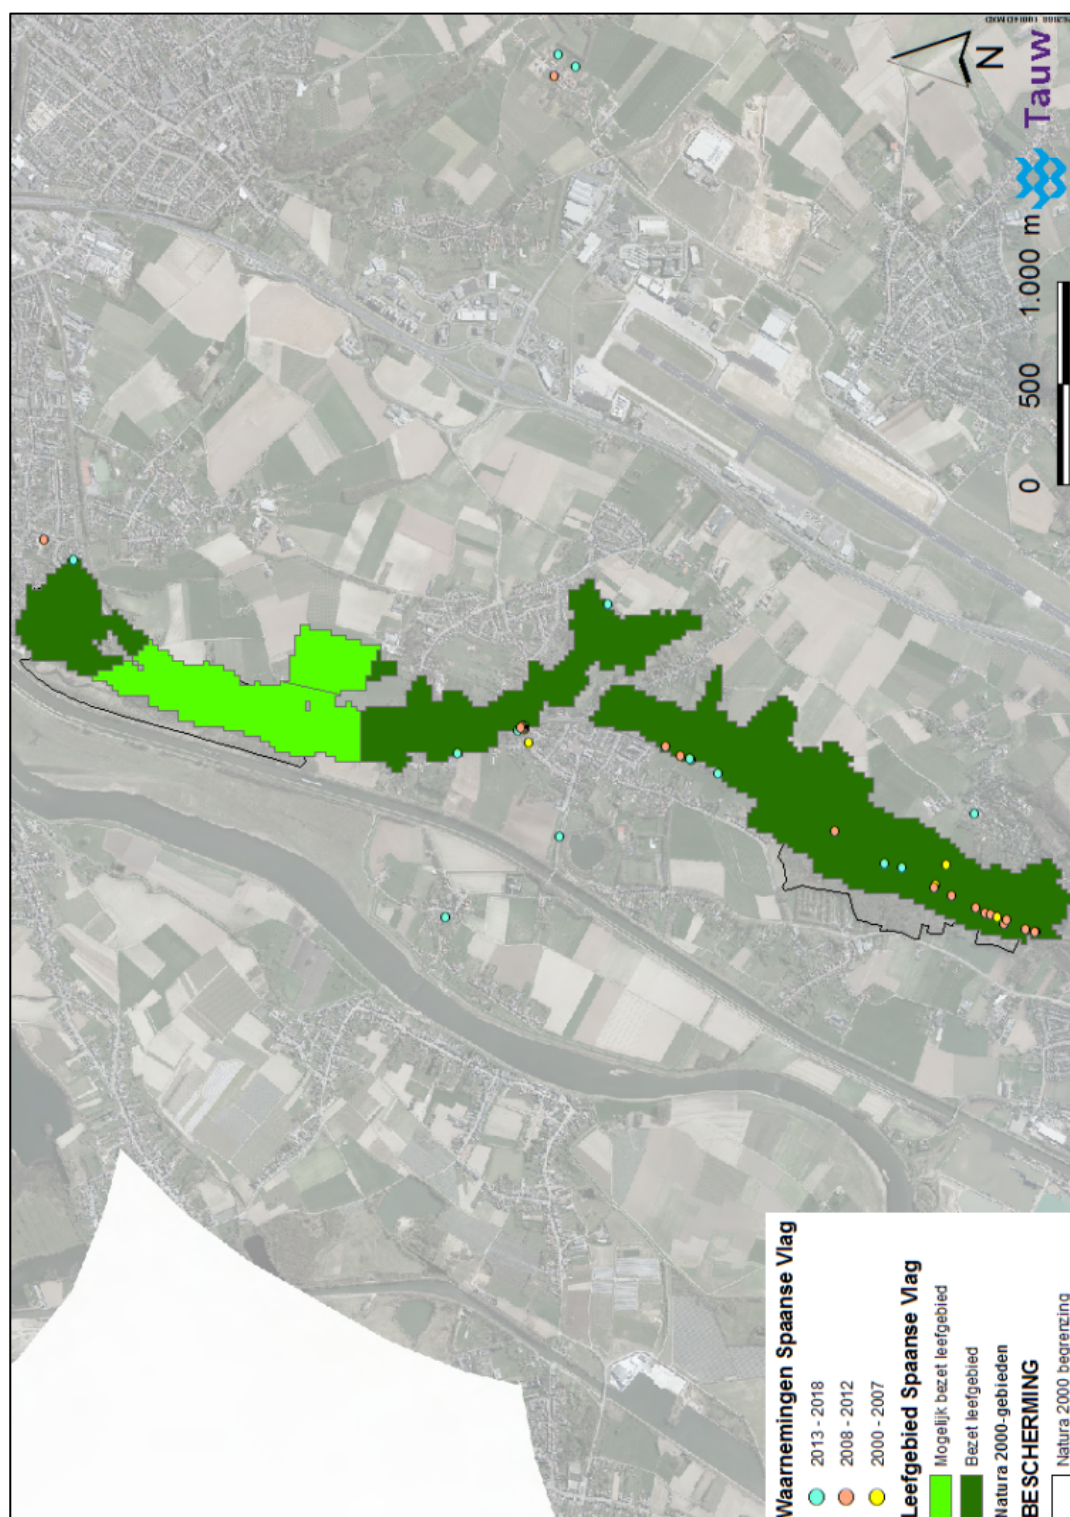 Waarnemingen Spaanse Vlag
2013 - 2018
2008 - 2012
2000 - 2007
Leefgebied Spaanse Vlag
Mogelijk bezet leefgebied
Bezet leefgebied
Natura 2000-gebieden
BESCHERMING
Natura 2000 begrenzing
0 500 1.000 m
Tauw
N